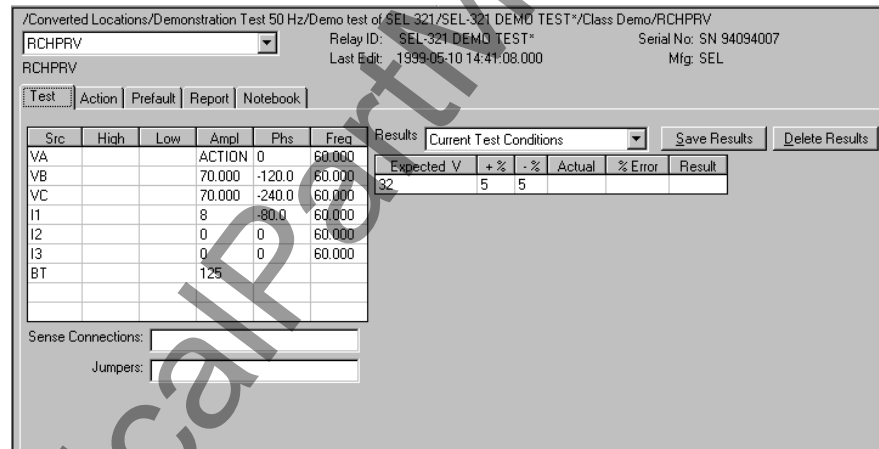 /Converted Locations/Demonstration Test 50 Hz/Demo test of SEL 321/SEL-321 DEMO TEST*/Class Demo/RCHPRV
RCHPRV Relay ID: SEL-321 DEMO TEST* Serial No: SN 94094007
RCHPRV Last Edit: 1999-05-10 14:41:08.000 Mfg: SEL
Test Action Prefault Report Notebook
Results Current Test Conditions Save Results Delete Results
Src High Low Ampl Phs Freq
VA ACTION 0 60.000
VB 70.000 -120.0 60.000
VC 70.000 -240.0 60.000
I1 8 -80.0 60.000
I2 0 0 60.000
I3 0 0 60.000
BT 125
Expected V + % - % Actual % Error Result
32 5 5
Sense Connections:
Jumpers:
icalPartM